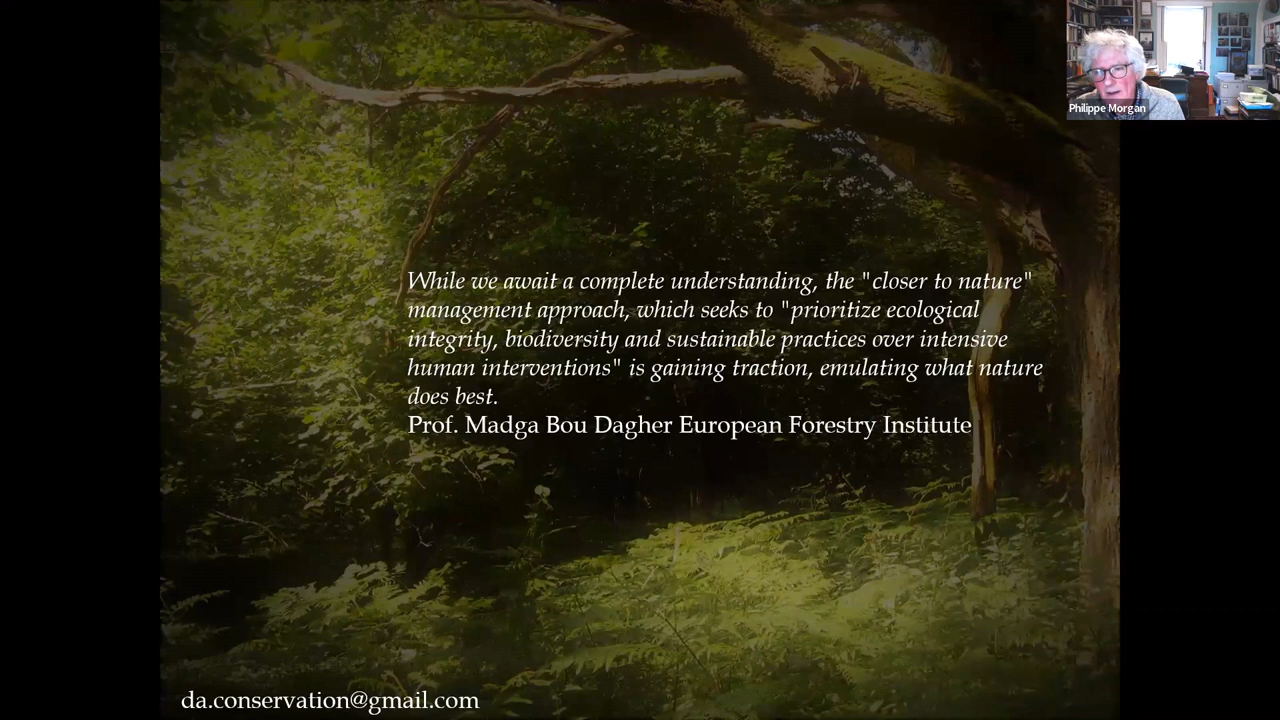 Philippe Morgan
While we await a complete understanding, the "closer to nature"
management approach, which seeks to "prioritize ecological
integrity, biodiversity and sustainable practices over intensive
human interventions" is gaining traction, emulating what nature
does best.
Prof. Madga Bou Dagher European Forestry Institute
da.conservation@gmail.com